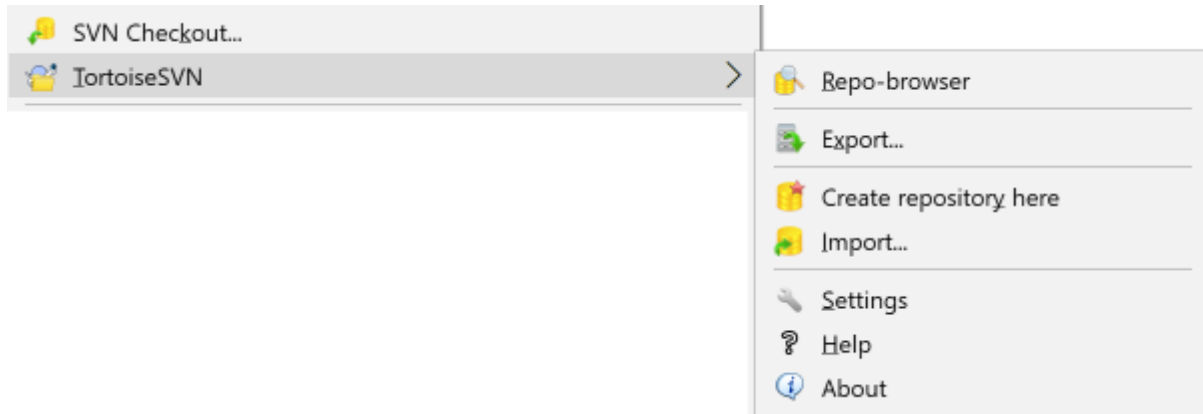 SVN Checkout...
TortoiseSVN
Repo-browser
Export...
Create repository here
Import...
Settings
Help
About